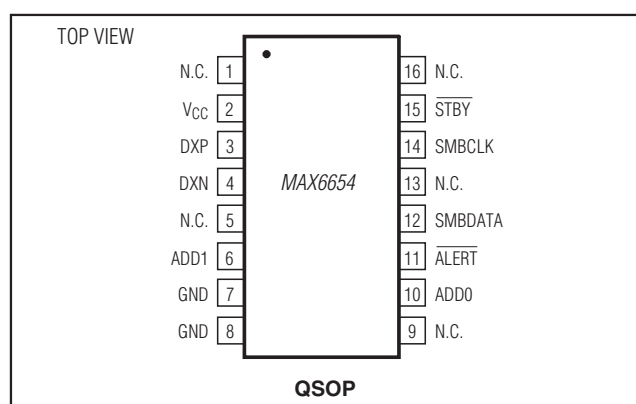 TOP VIEW
N.C. 1 16 N.C.
VCC 2 15 STBY
DXP 3 14 SMBCLK
DXN 4 MAX6654 13 N.C.
N.C. 5 12 SMBDATA
ADD1 6 11 ALERT
GND 7 10 ADD0
GND 8 9 N.C.
QSOP